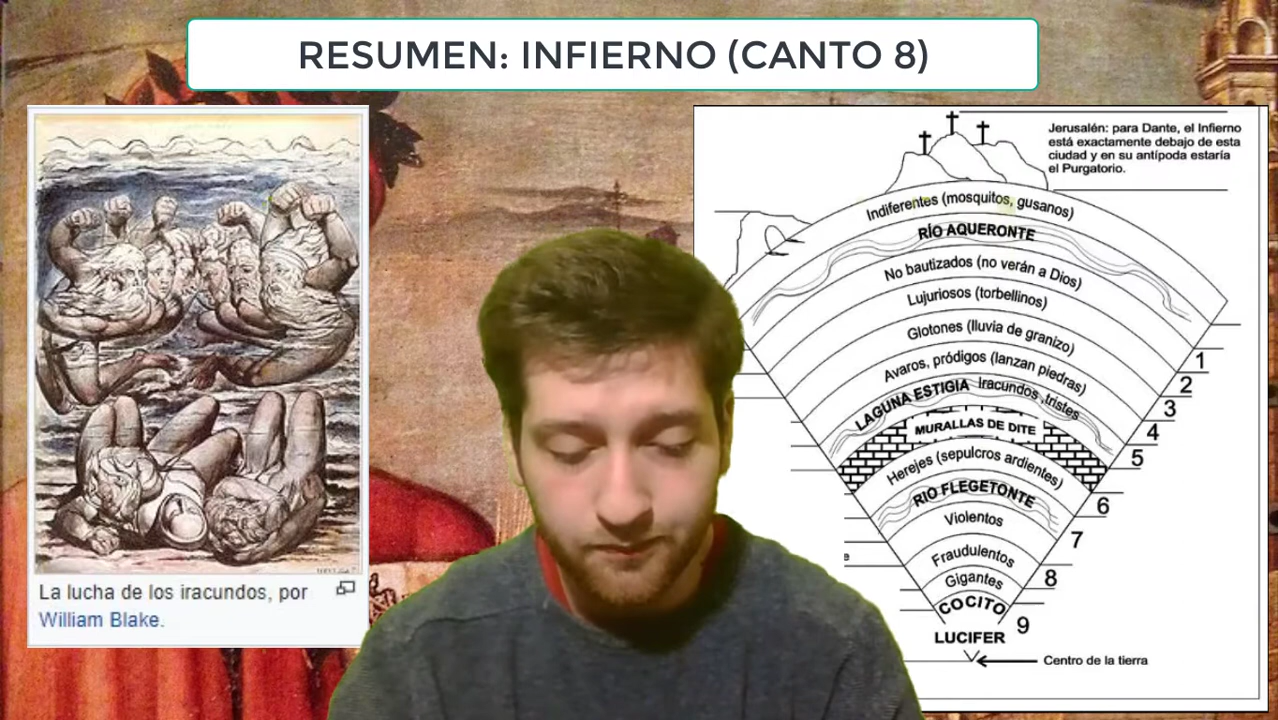 RESUMEN: INFIERNO (CANTO 8)
La lucha de los iracundos, por
William Blake.
Jerusalén: para Dante, el Infierno
está exactamente debajo de esta
ciudad y en su antípoda estaría
el Purgatorio.
Indiferentes (mosquitos, gusanos)
RÍO AQUERONTE
No bautizados (no verán a Dios)
Lujuriosos (torbellinos)
Glotones (lluvia de granizo)
Avaros, pródigos (lanzan piedras)
LAGUNA ESTIGIA Iracundos ,tristes
MURALLAS DE DITE
Herejes (sepulcros ardientes)
RIO FLEGETONTE
Violentos
Fraudulentos
Gigantes
COCITO
LUCIFER
1
2
3
4
5
6
7
8
9
Centro de la tierra